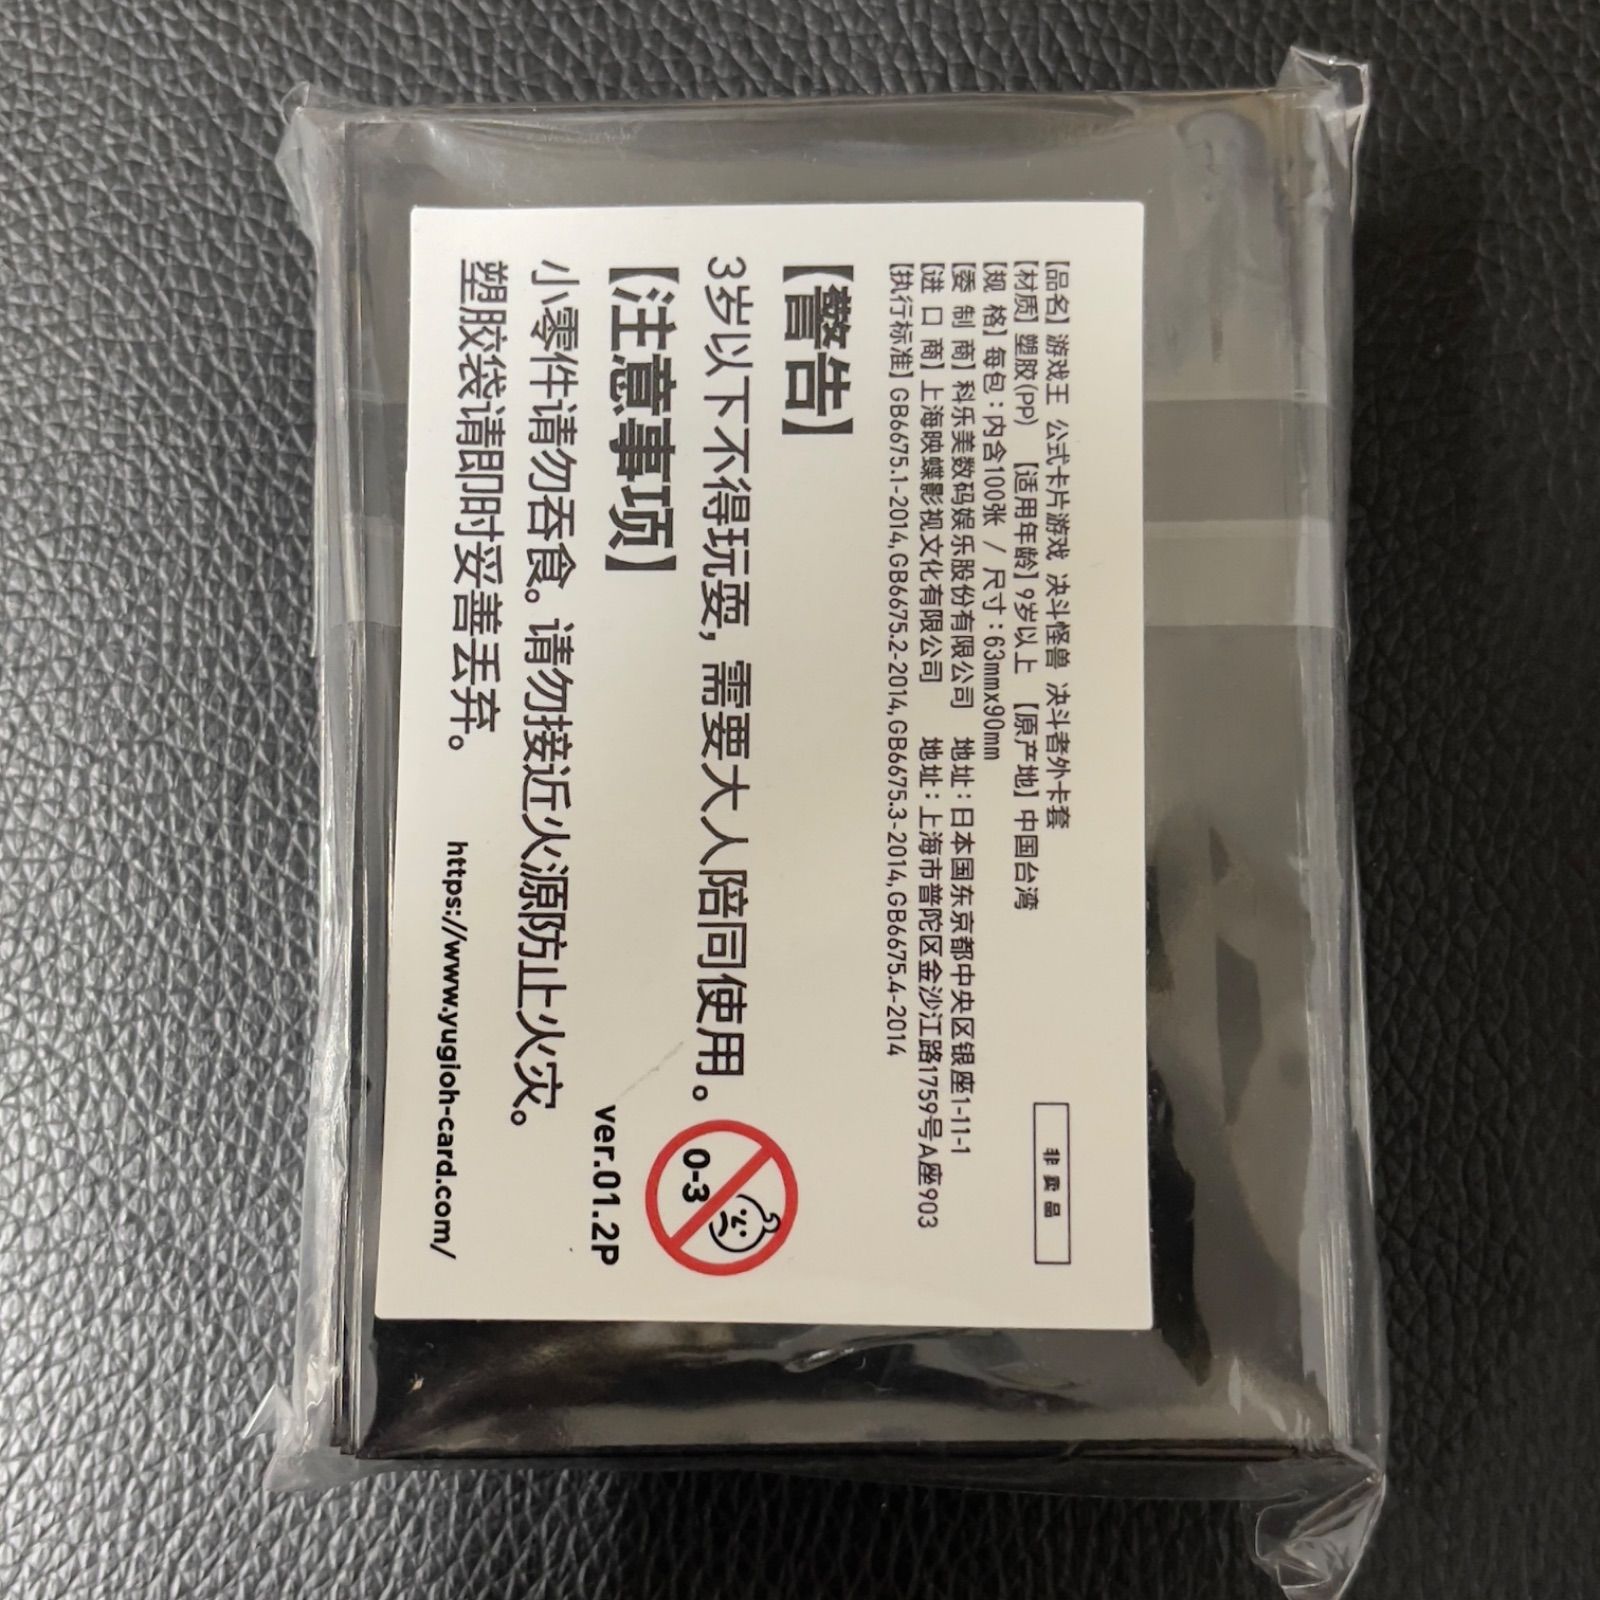 【品名】游戏王 公式卡片游戏 决斗怪兽 决斗者外卡套
【材质】塑胶(PP) 【适用年龄】9岁以上 【原产地】中国台湾
【规 格】每包：内含100张 / 尺寸：63mmx90mm
【委 制 商】科乐美数码娱乐股份有限公司 地址：日本国东京都中央区银座1-11-1
【进 口 商】上海映蝶影视文化有限公司 地址：上海市普陀区金沙江路1759号A座903
【执行标准】GB6675.1-2014,GB6675.2-2014,GB6675.3-2014,GB6675.4-2014
非卖品
【警告】
3岁以下不得玩耍，需要大人陪同使用。
0-3
【注意事项】
ver.01.2P
小零件请勿吞食。请勿接近火源防止火灾。
塑胶袋请即时妥善丢弃。
https://www.yugioh-card.com/